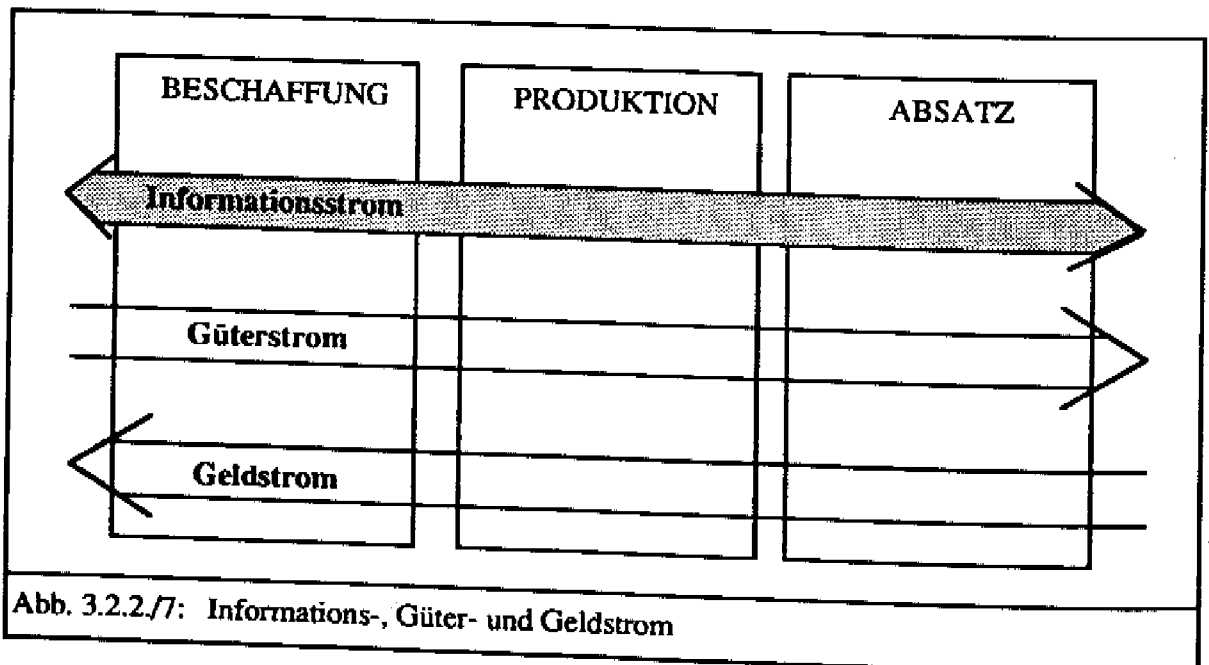 BESCHAFFUNG
PRODUKTION
ABSATZ
Informationsstrom
Güterstrom
Geldstrom
Abb. 3.2.2./7: Informations-, Güter- und Geldstrom